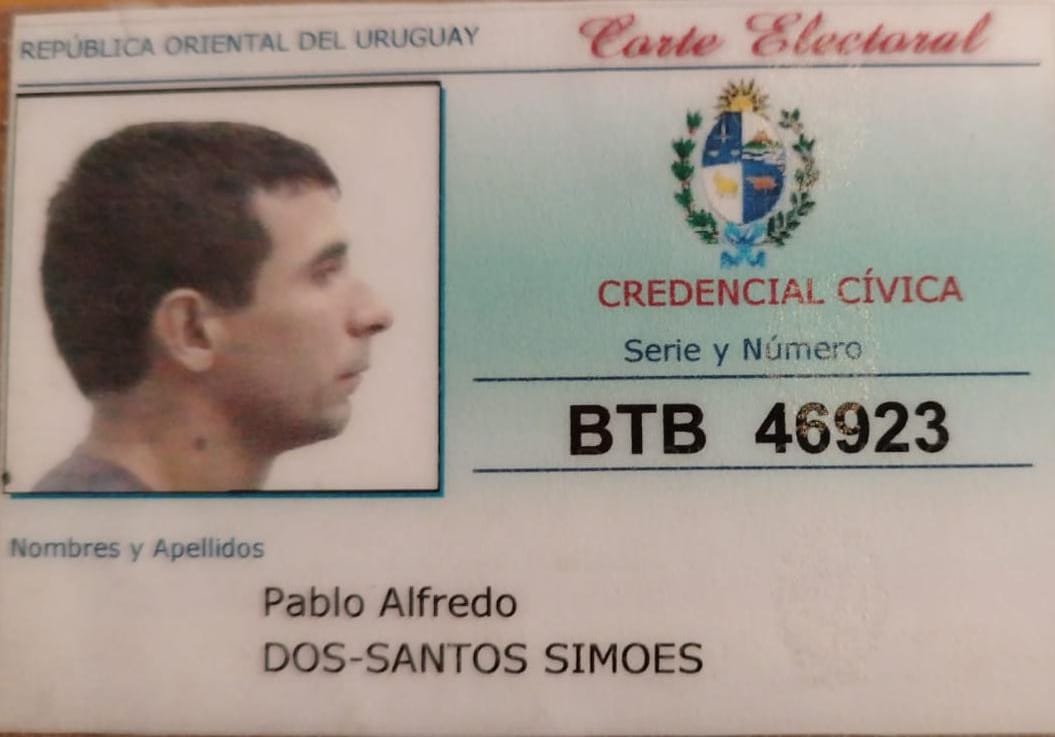 REPÚBLICA ORIENTAL DEL URUGUAY
Corte Electoral
CREDENCIAL CÍVICA
Serie y Número
BTB 46923
Nombres y Apellidos
Pablo Alfredo
DOS-SANTOS SIMOES